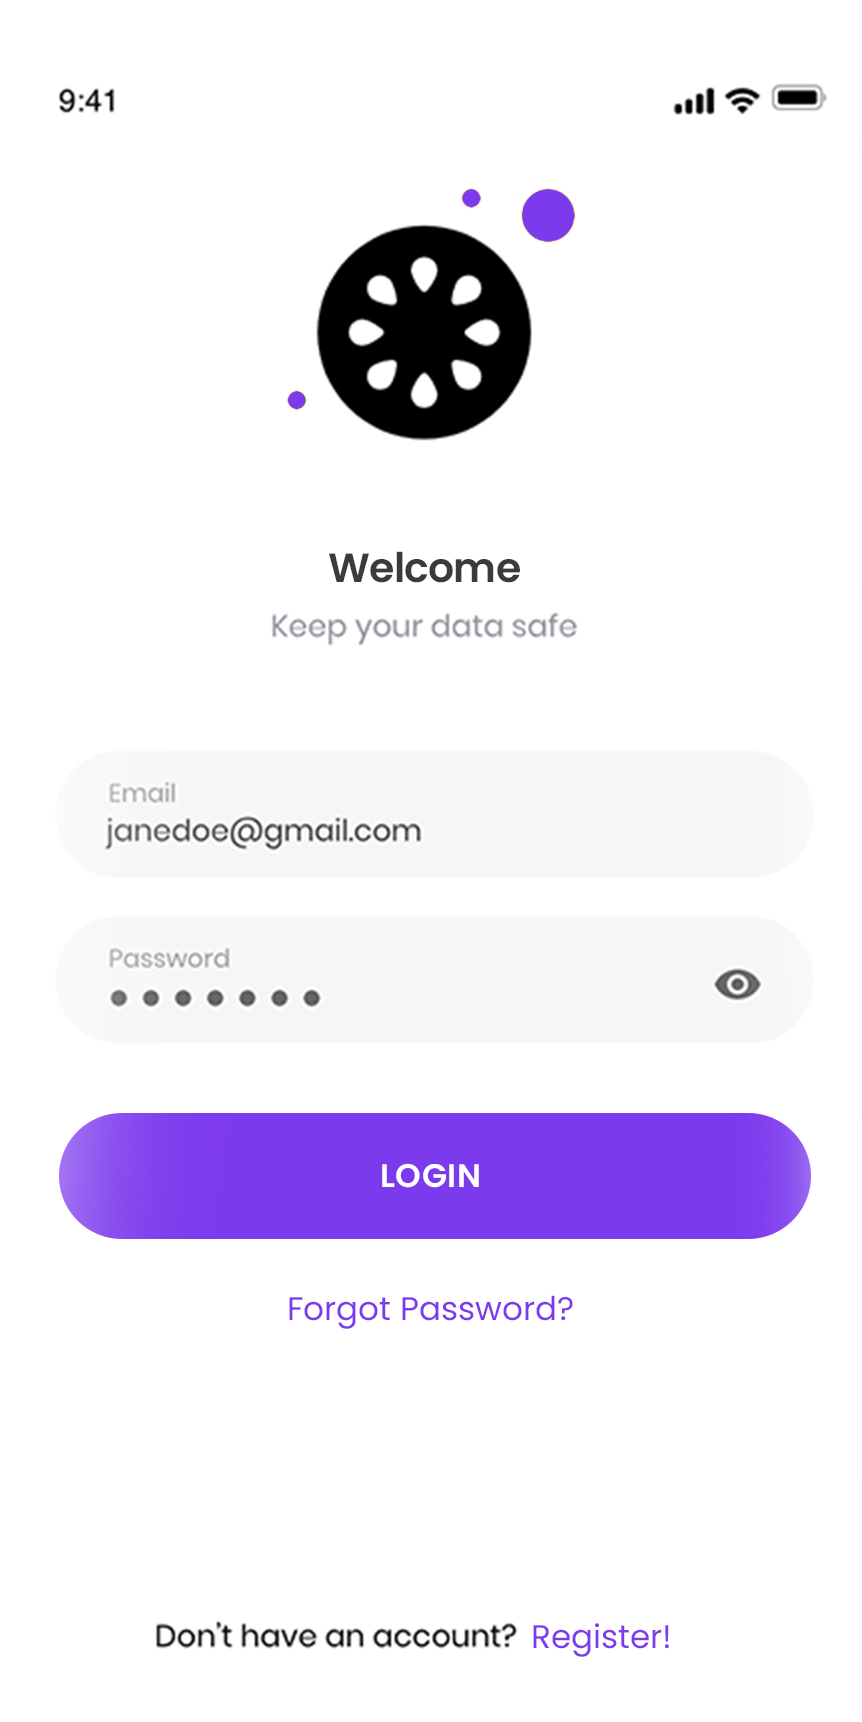 9:41
Welcome
Keep your data safe
Email
janedoe@gmail.com
Password
LOGIN
Forgot Password?
Don't have an account? Register!